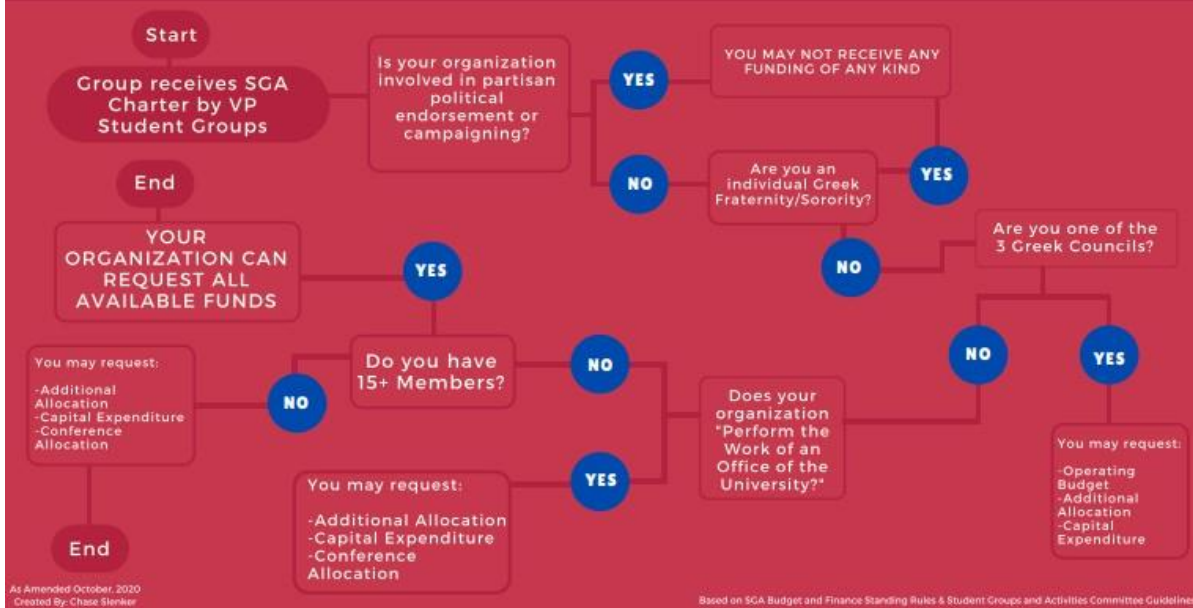 Start
Group receives SGA
Charter by VP
Student Groups
Is your organization
involved in partisan
political
endorsement or
campaigning?
YES
YOU MAY NOT RECEIVE ANY
FUNDING OF ANY KIND
NO
Are you an
individual Greek
Fraternity/Sorority?
YES
NO
Are you one of the
3 Greek Councils?
NO
YES
You may request:
-Operating
Budget
-Additional
Allocation
-Capital
Expenditure
Does your
organization
"Perform the
Work of an
Office of the
University?"
NO
YES
You may request:
-Additional Allocation
-Capital Expenditure
-Conference
Allocation
Do you have
15+ Members?
YES
NO
End
YOUR
ORGANIZATION CAN
REQUEST ALL
AVAILABLE FUNDS
You may request:
-Additional
Allocation
-Capital Expenditure
-Conference
Allocation
End
As Amended October, 2020
Created By: Chase Slenker
Based on SGA Budget and Finance Standing Rules & Student Groups and Activities Committee Guidelines